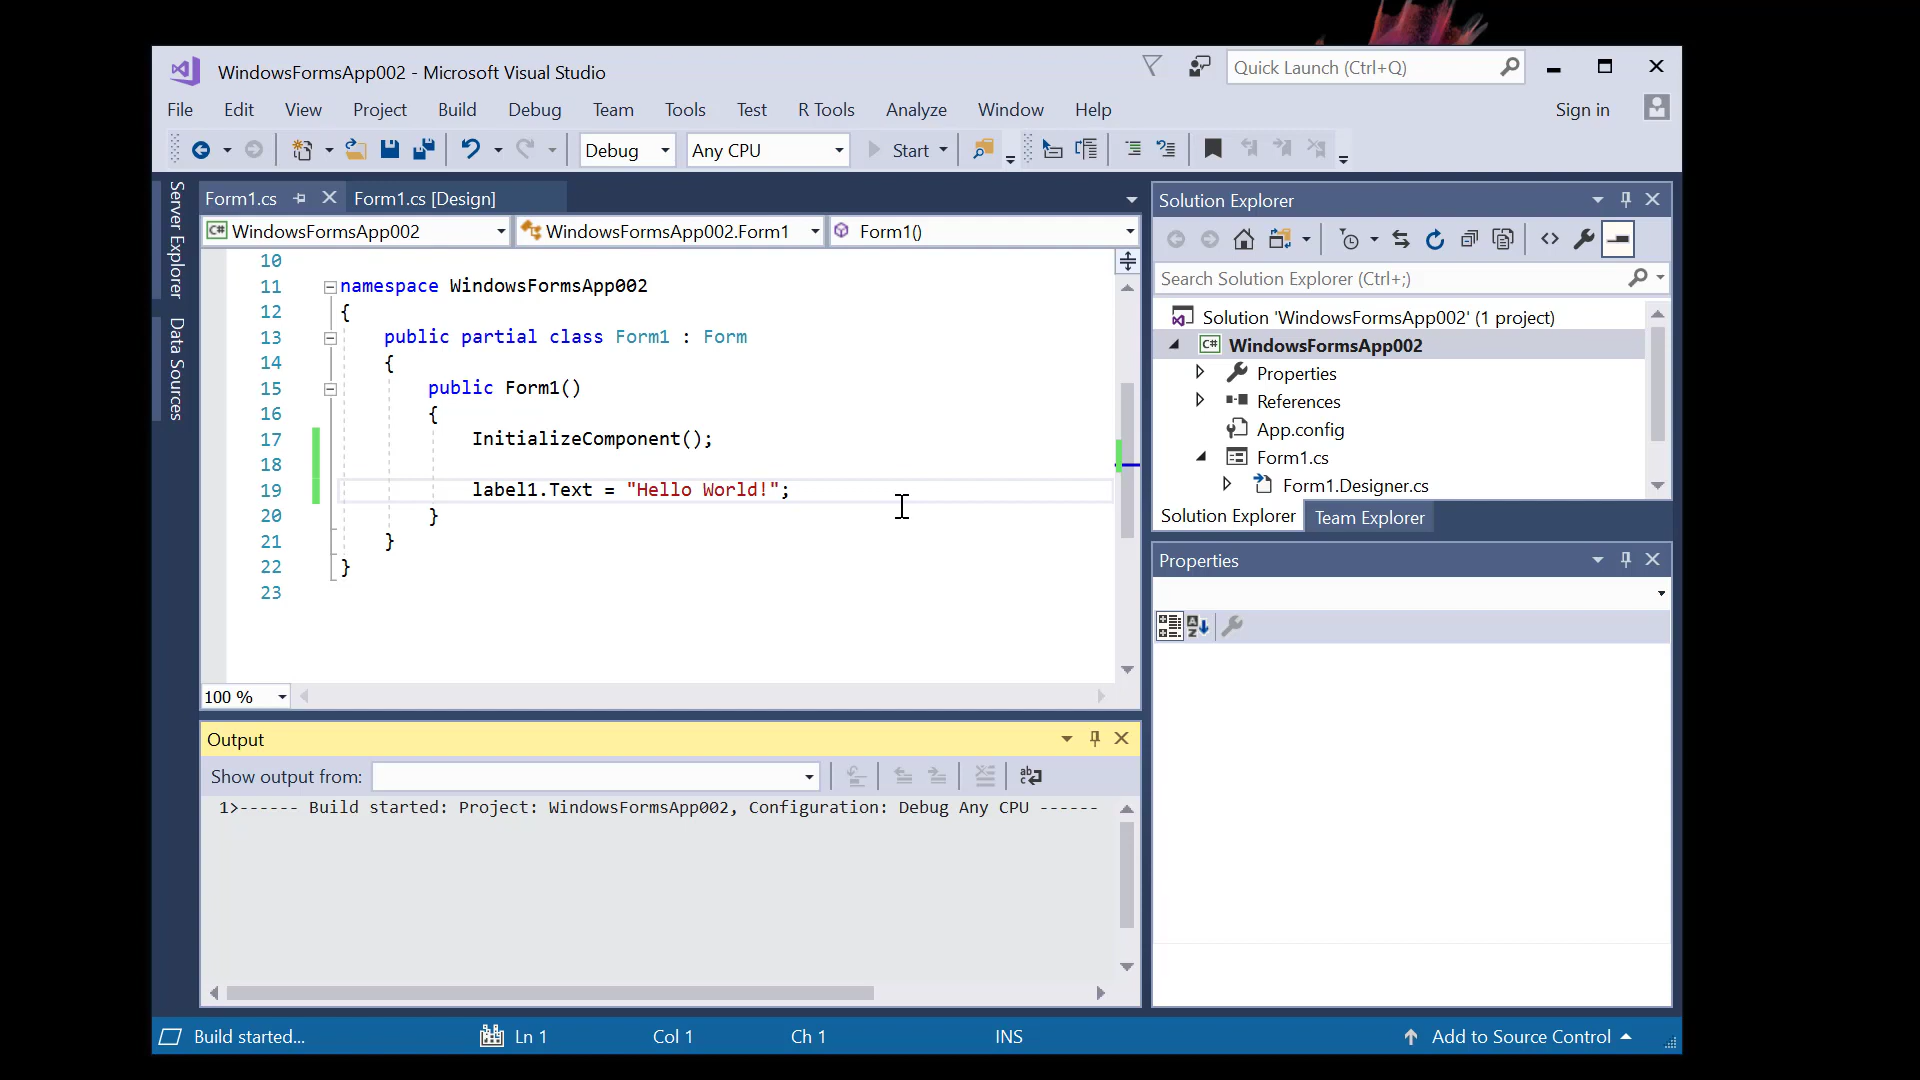 WindowsFormsApp002 - Microsoft Visual Studio
Quick Launch (Ctrl+Q)
File Edit View Project Build Debug Team Tools Test R Tools Analyze Window Help
Sign in
Debug Any CPU Start
Server Explorer
Data Sources
Form1.cs Form1.cs [Design]
C# WindowsFormsApp002 WindowsFormsApp002.Form1 Form1()
10
11 namespace WindowsFormsApp002
12 {
13 public partial class Form1 : Form
14 {
15 public Form1()
16 {
17 InitializeComponent();
18
19 label1.Text = "Hello World!";
20 }
21 }
22 }
23
100 %
Output
Show output from:
1>------ Build started: Project: WindowsFormsApp002, Configuration: Debug Any CPU ------
Solution Explorer
Search Solution Explorer (Ctrl+;)
Solution 'WindowsFormsApp002' (1 project)
C# WindowsFormsApp002
Properties
References
App.config
Form1.cs
Form1.Designer.cs
Solution Explorer Team Explorer
Properties
Build started...
Ln 1 Col 1 Ch 1 INS
Add to Source Control